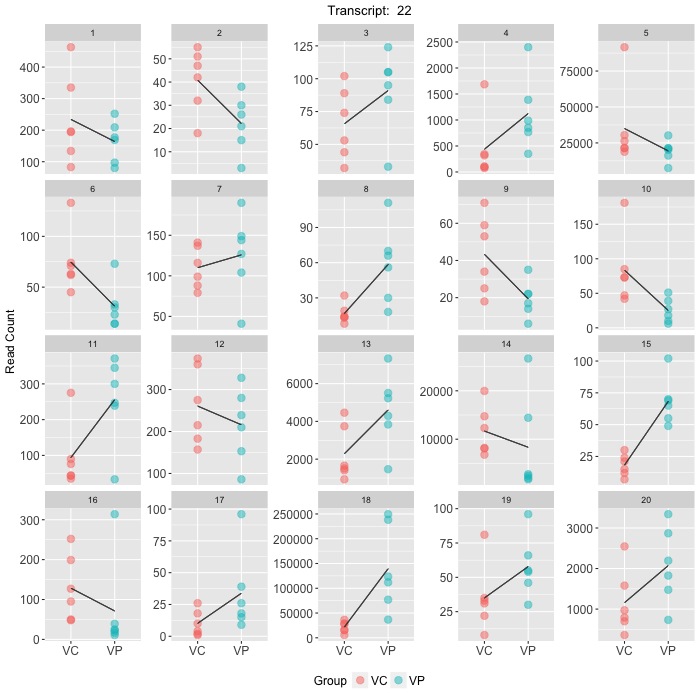 Transcript: 22
1 2 3 4 5
400 300 200 100
50 40 30 20 10
125 100 75 50
2500 2000 1500 1000 500 0
75000 50000 25000
6 7 8 9 10
100 50
150 100 50
90 60 30
60 40 20
150 100 50 0
Read Count
11 12 13 14 15
300 200 100 0
300 200 100
6000 4000 2000
20000 10000
100 75 50 25
16 17 18 19 20
300 200 100 0
100 75 50 25 0
250000 200000 150000 100000 50000 0
100 75 50 25
3000 2000 1000
VC VP VC VP VC VP VC VP VC VP
Group VC VP